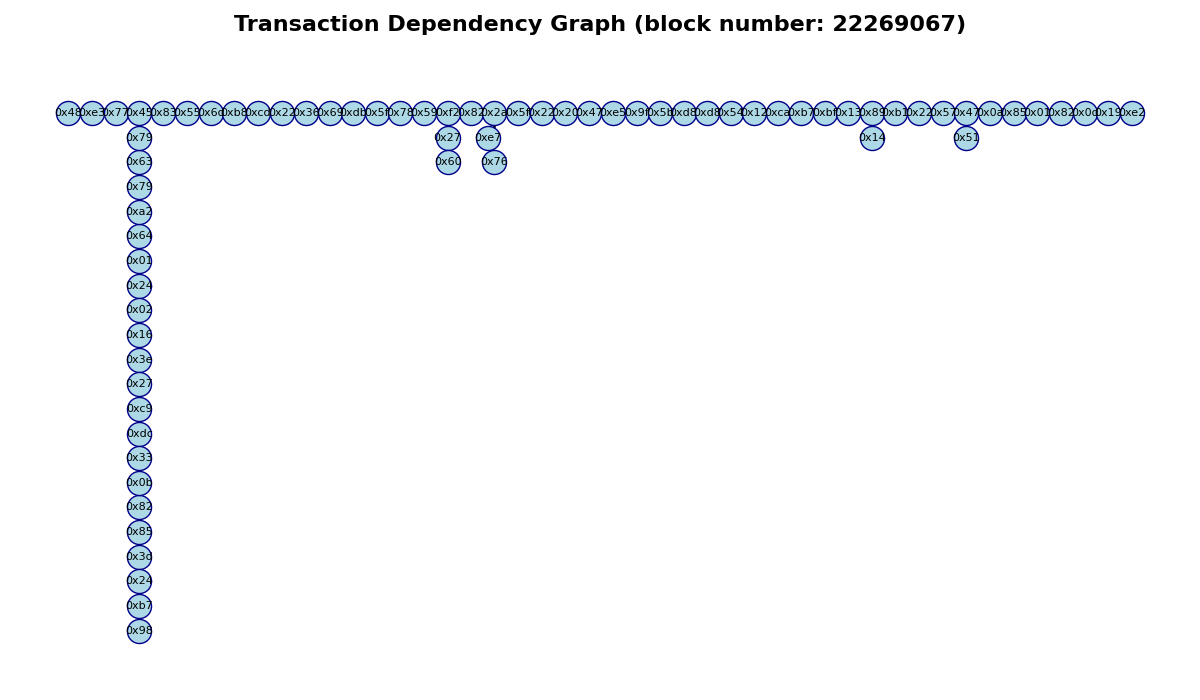 Transaction Dependency Graph (block number: 22269067)
0x48 0xe3 0x77 0x45 0x83 0x55 0x6d 0xb8 0xcd 0x22 0x36 0x69 0xdb 0x5f 0x78 0x59 0xf2 0x82 0x2a 0x5f 0x22 0x20 0x47 0xe5 0x9f 0x5b 0xd8 0xd8 0x54 0x12 0xca 0xb7 0xbf 0x13 0x89 0xb1 0x22 0x57 0x47 0x0a 0x85 0x01 0x82 0x0d 0x19 0xe2
0x79 0x27 0xe7 0x14 0x51
0x63 0x60 0x76
0x79
0xa2
0x64
0x01
0x24
0x02
0x16
0x3e
0x27
0xc9
0xdc
0x33
0x0b
0x82
0x85
0x3d
0x24
0xb7
0x98